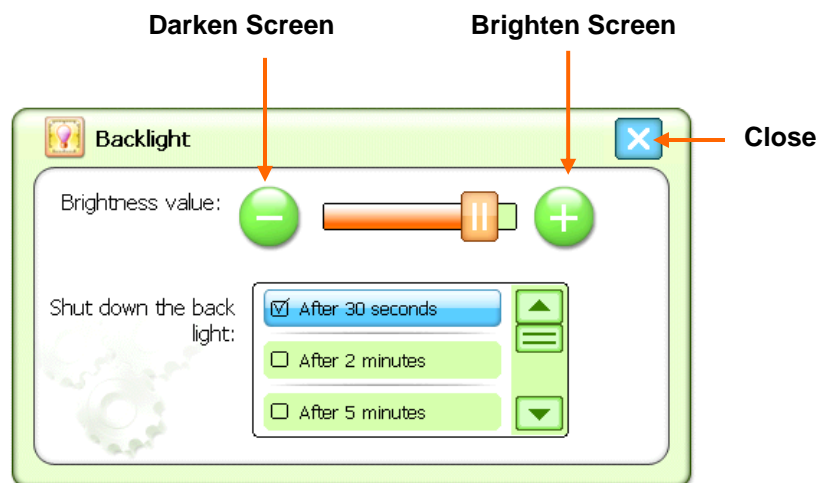 Darken Screen
Brighten Screen
Backlight
Close
Brightness value:
Shut down the back
light:
After 30 seconds
After 2 minutes
After 5 minutes